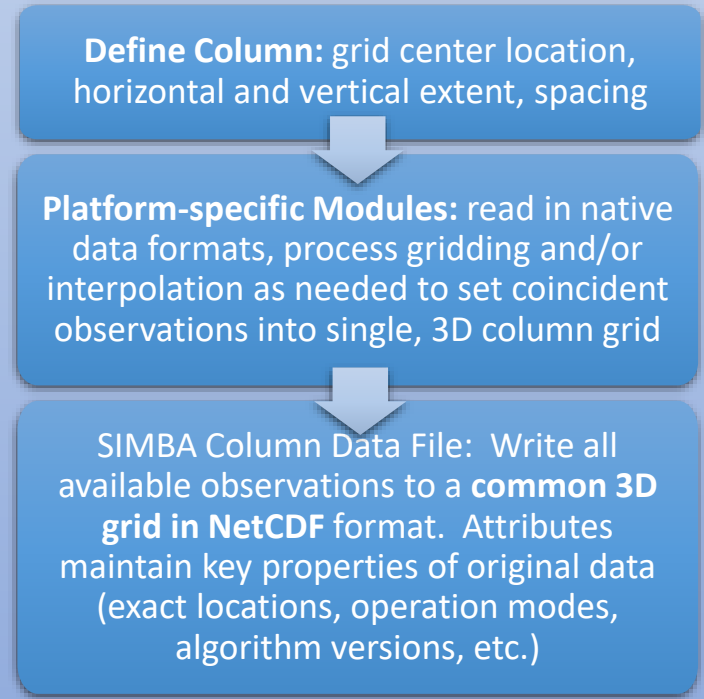 Define Column: grid center location,
horizontal and vertical extent, spacing
Platform-specific Modules: read in native
data formats, process gridding and/or
interpolation as needed to set coincident
observations into single, 3D column grid
SIMBA Column Data File:  Write all
available observations to a common 3D
grid in NetCDF format.  Attributes
maintain key properties of original data
(exact locations, operation modes,
algorithm versions, etc.)